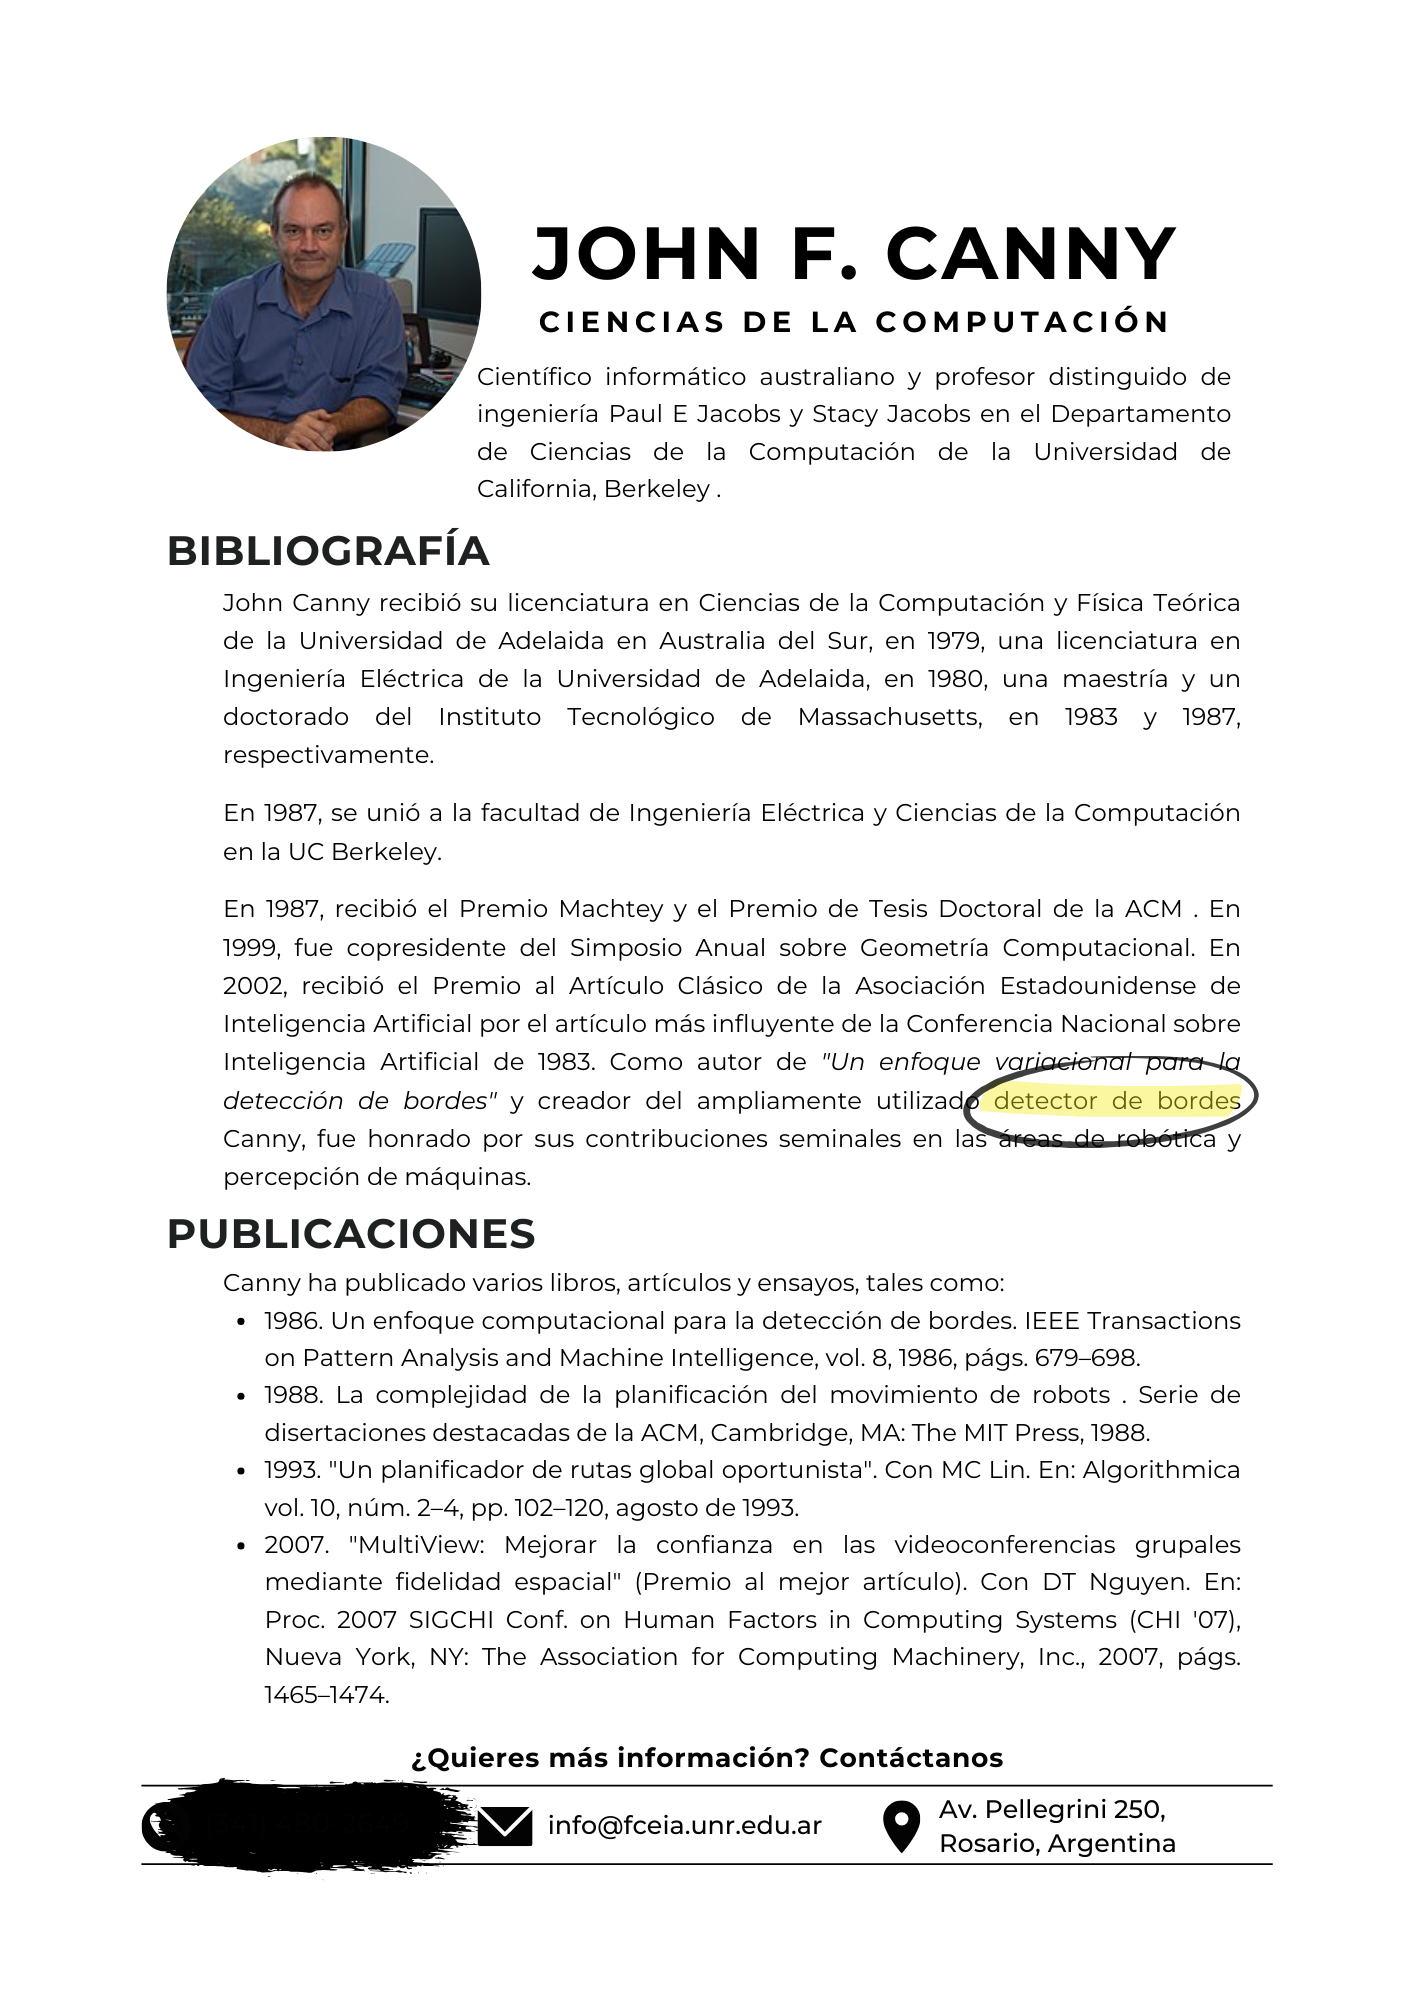 JOHN F. CANNY
CIENCIAS DE LA COMPUTACIÓN
Científico informático australiano y profesor distinguido de
ingeniería Paul E Jacobs y Stacy Jacobs en el Departamento
de Ciencias de la Computación de la Universidad de
California, Berkeley .
BIBLIOGRAFÍA
John Canny recibió su licenciatura en Ciencias de la Computación y Física Teórica
de la Universidad de Adelaida en Australia del Sur, en 1979, una licenciatura en
Ingeniería Eléctrica de la Universidad de Adelaida, en 1980, una maestría y un
doctorado del Instituto Tecnológico de Massachusetts, en 1983 y 1987,
respectivamente.
En 1987, se unió a la facultad de Ingeniería Eléctrica y Ciencias de la Computación
en la UC Berkeley.
En 1987, recibió el Premio Machtey y el Premio de Tesis Doctoral de la ACM . En
1999, fue copresidente del Simposio Anual sobre Geometría Computacional. En
2002, recibió el Premio al Artículo Clásico de la Asociación Estadounidense de
Inteligencia Artificial por el artículo más influyente de la Conferencia Nacional sobre
Inteligencia Artificial de 1983. Como autor de "Un enfoque variacional para la
detección de bordes" y creador del ampliamente utilizado detector de bordes
Canny, fue honrado por sus contribuciones seminales en las áreas de robótica y
percepción de máquinas.
PUBLICACIONES
Canny ha publicado varios libros, artículos y ensayos, tales como:
• 1986. Un enfoque computacional para la detección de bordes. IEEE Transactions
on Pattern Analysis and Machine Intelligence, vol. 8, 1986, págs. 679–698.
• 1988. La complejidad de la planificación del movimiento de robots . Serie de
disertaciones destacadas de la ACM, Cambridge, MA: The MIT Press, 1988.
• 1993. "Un planificador de rutas global oportunista". Con MC Lin. En: Algorithmica
vol. 10, núm. 2–4, pp. 102–120, agosto de 1993.
• 2007. "MultiView: Mejorar la confianza en las videoconferencias grupales
mediante fidelidad espacial" (Premio al mejor artículo). Con DT Nguyen. En:
Proc. 2007 SIGCHI Conf. on Human Factors in Computing Systems (CHI '07),
Nueva York, NY: The Association for Computing Machinery, Inc., 2007, págs.
1465–1474.
¿Quieres más información? Contáctanos
info@fceia.unr.edu.ar
Av. Pellegrini 250,
Rosario, Argentina